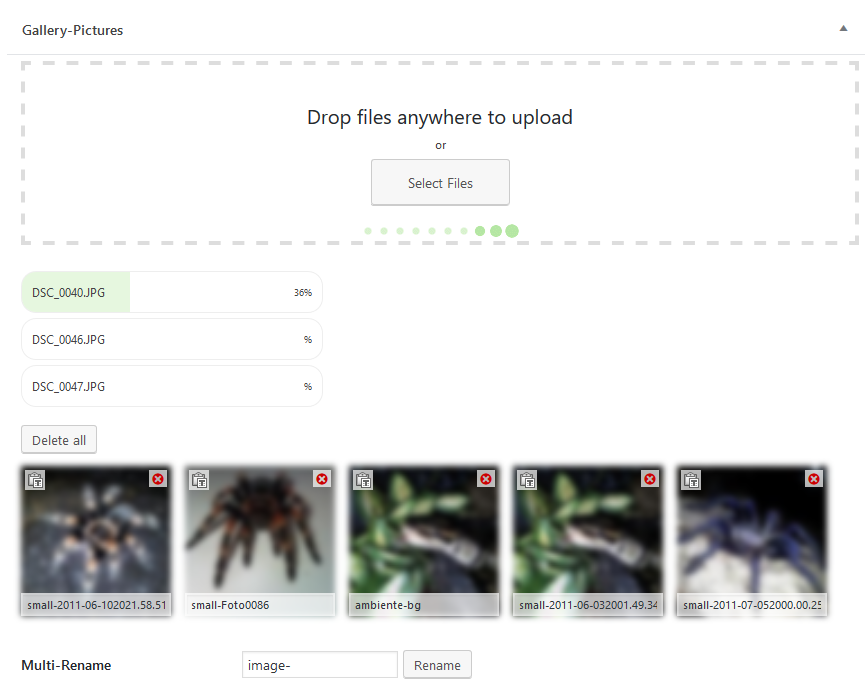 Gallery-Pictures
Drop files anywhere to upload
or
Select Files
DSC_0040.JPG 36%
DSC_0046.JPG %
DSC_0047.JPG %
Delete all
small-2011-06-102021.58.51 small-Foto0086 ambiente-bg small-2011-06-032001.49.34 small-2011-07-052000.00.25
Multi-Rename image- Rename